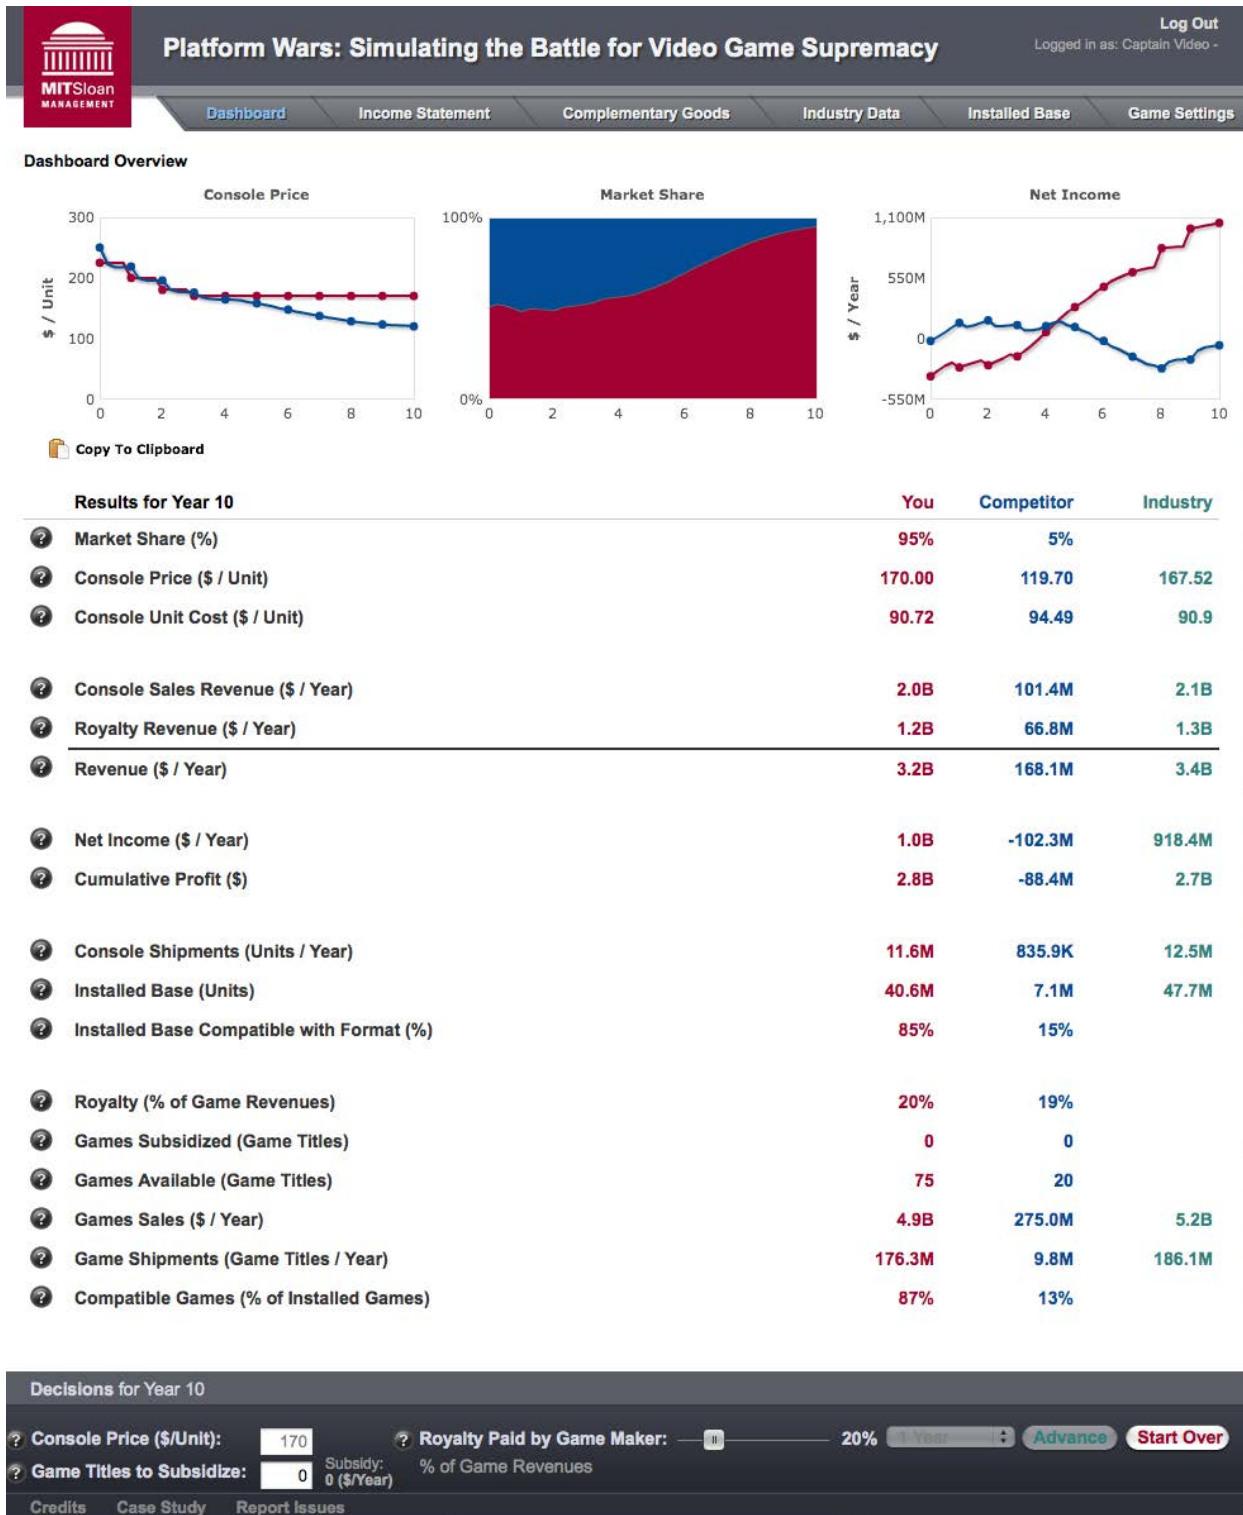 Log Out
Platform Wars: Simulating the Battle for Video Game Supremacy
Logged in as: Captain Video -
MITSloan
MANAGEMENT
Dashboard Income Statement Complementary Goods Industry Data Installed Base Game Settings
Dashboard Overview
Console Price Market Share Net Income
300 100% 1,100M
200 550M
$ / Unit $ / Year
100 0
0 0% -550M
0 2 4 6 8 10 0 2 4 6 8 10 0 2 4 6 8 10
Copy To Clipboard
Results for Year 10 You Competitor Industry
? Market Share (%) 95% 5%
? Console Price ($ / Unit) 170.00 119.70 167.52
? Console Unit Cost ($ / Unit) 90.72 94.49 90.9
? Console Sales Revenue ($ / Year) 2.0B 101.4M 2.1B
? Royalty Revenue ($ / Year) 1.2B 66.8M 1.3B
? Revenue ($ / Year) 3.2B 168.1M 3.4B
? Net Income ($ / Year) 1.0B -102.3M 918.4M
? Cumulative Profit ($) 2.8B -88.4M 2.7B
? Console Shipments (Units / Year) 11.6M 835.9K 12.5M
? Installed Base (Units) 40.6M 7.1M 47.7M
? Installed Base Compatible with Format (%) 85% 15%
? Royalty (% of Game Revenues) 20% 19%
? Games Subsidized (Game Titles) 0 0
? Games Available (Game Titles) 75 20
? Games Sales ($ / Year) 4.9B 275.0M 5.2B
? Game Shipments (Game Titles / Year) 176.3M 9.8M 186.1M
? Compatible Games (% of Installed Games) 87% 13%
Decisions for Year 10
? Console Price ($/Unit): 170 ? Royalty Paid by Game Maker: 20% 1 Year Advance Start Over
? Game Titles to Subsidize: 0 Subsidy: 0 ($/Year) % of Game Revenues
Credits Case Study Report Issues